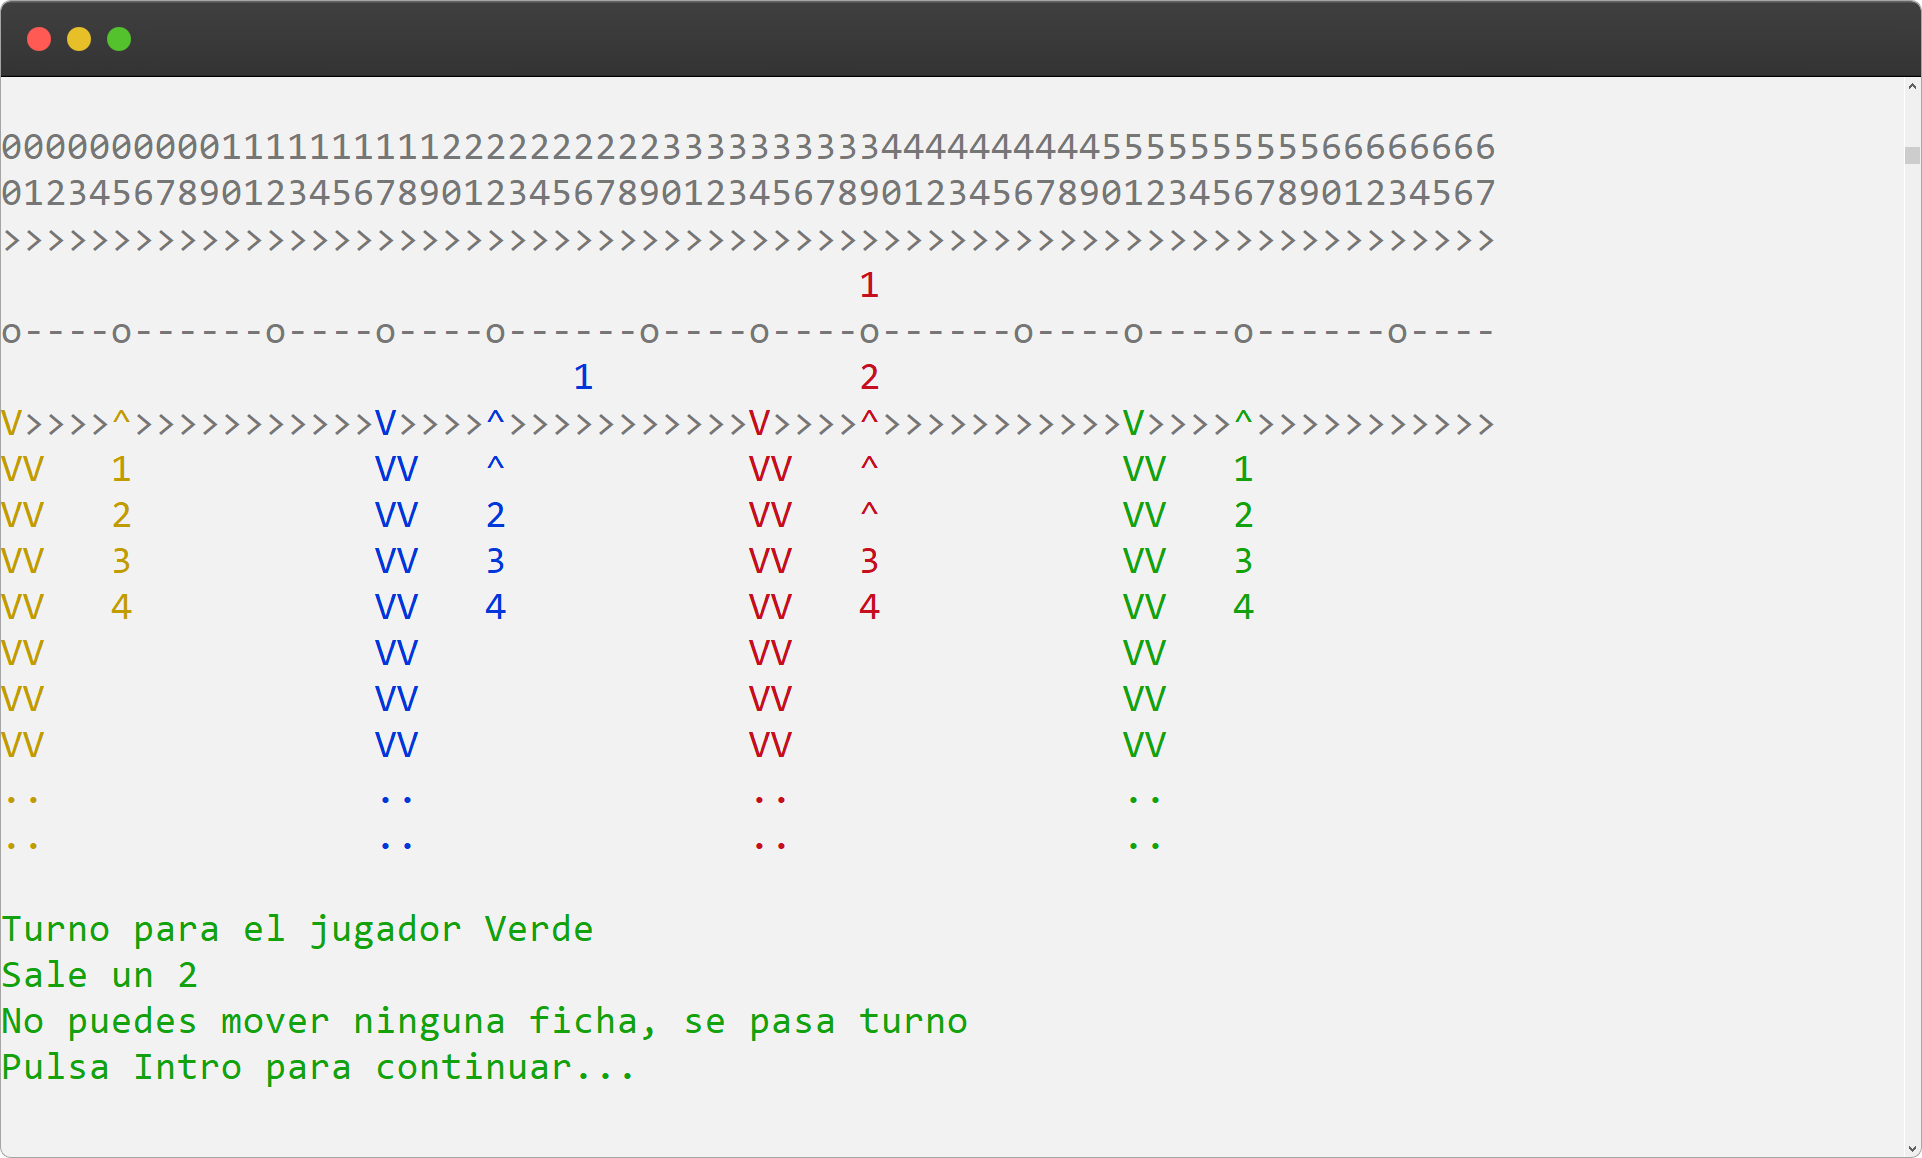 00000000001111111111222222222233333333334444444444555555555566666666
01234567890123456789012345678901234567890123456789012345678901234567
>>>>>>>>>>>>>>>>>>>>>>>>>>>>>>>>>>>>>>>>>>>>>>>>>>>>>>>>>>>>>>>>>>>>
                                       1
o----o------o----o----o------o----o----o------o----o----o------o----
                          1            2
V>>>>^>>>>>>>>>>>V>>>>^>>>>>>>>>>>V>>>>^>>>>>>>>>>>V>>>>^>>>>>>>>>>>
VV   1           VV   ^           VV   ^           VV   1
VV   2           VV   2           VV   ^           VV   2
VV   3           VV   3           VV   3           VV   3
VV   4           VV   4           VV   4           VV   4
VV               VV               VV               VV
VV               VV               VV               VV
VV               VV               VV               VV
..               ..               ..               ..
..               ..               ..               ..
Turno para el jugador Verde
Sale un 2
No puedes mover ninguna ficha, se pasa turno
Pulsa Intro para continuar...